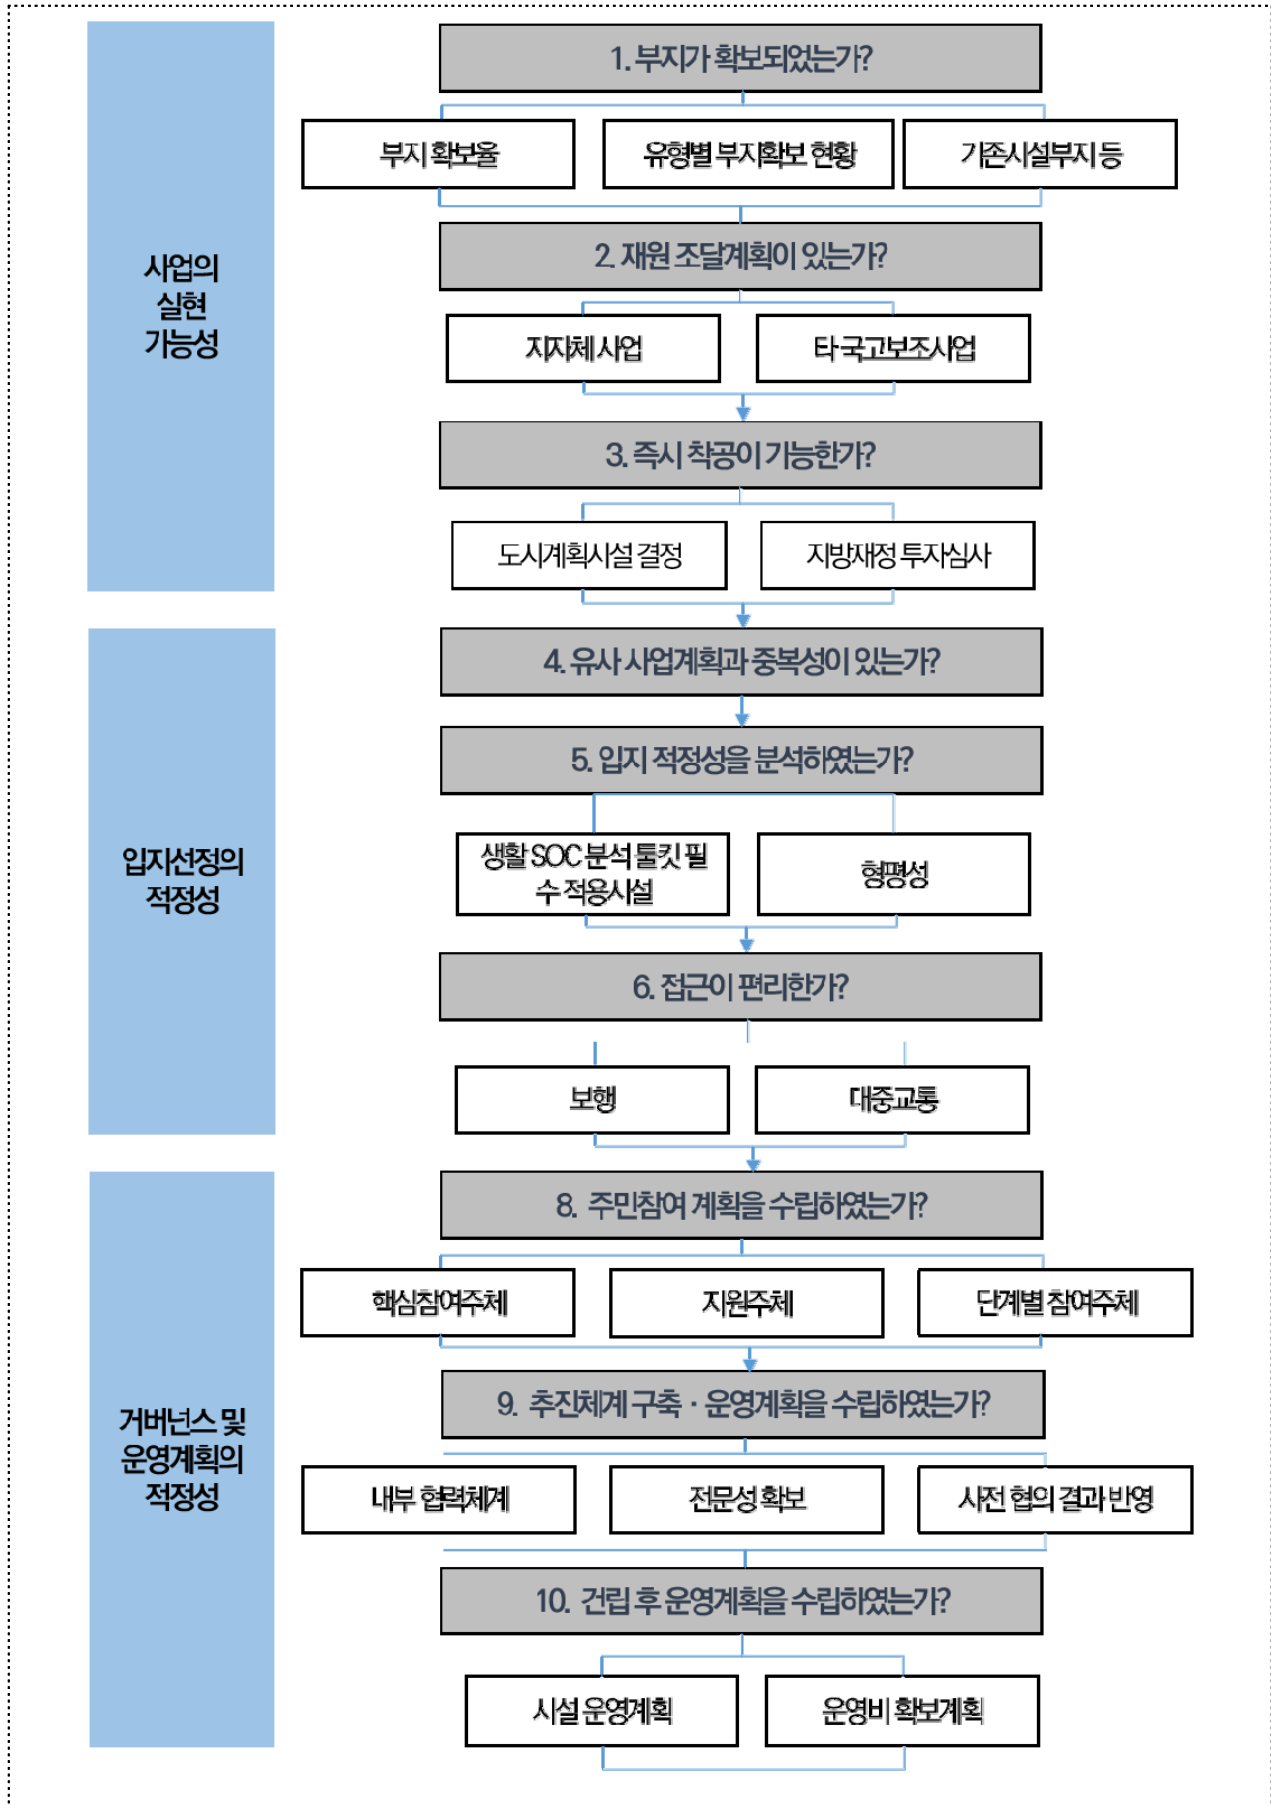 사업의
실현
가능성
1. 부지가 확보되었는가?
부지 확보율
유형별 부지확보 현황
기존시설부지 등
2. 재원 조달계획이 있는가?
지자체 사업
타 국고보조사업
3. 즉시 착공이 가능한가?
도시계획시설 결정
지방재정 투자심사
입지선정의
적정성
4. 유사 사업계획과 중복성이 있는가?
5. 입지 적정성을 분석하였는가?
생활 SOC 분석 툴킷 필
수 적용시설
형평성
6. 접근이 편리한가?
보행
대중교통
거버넌스 및
운영계획의
적정성
8. 주민참여 계획을 수립하였는가?
핵심참여주체
지원주체
단계별 참여주체
9. 추진체계 구축 · 운영계획을 수립하였는가?
내부 협력체계
전문성 확보
사전 협의 결과 반영
10. 건립 후 운영계획을 수립하였는가?
시설 운영계획
운영비 확보계획